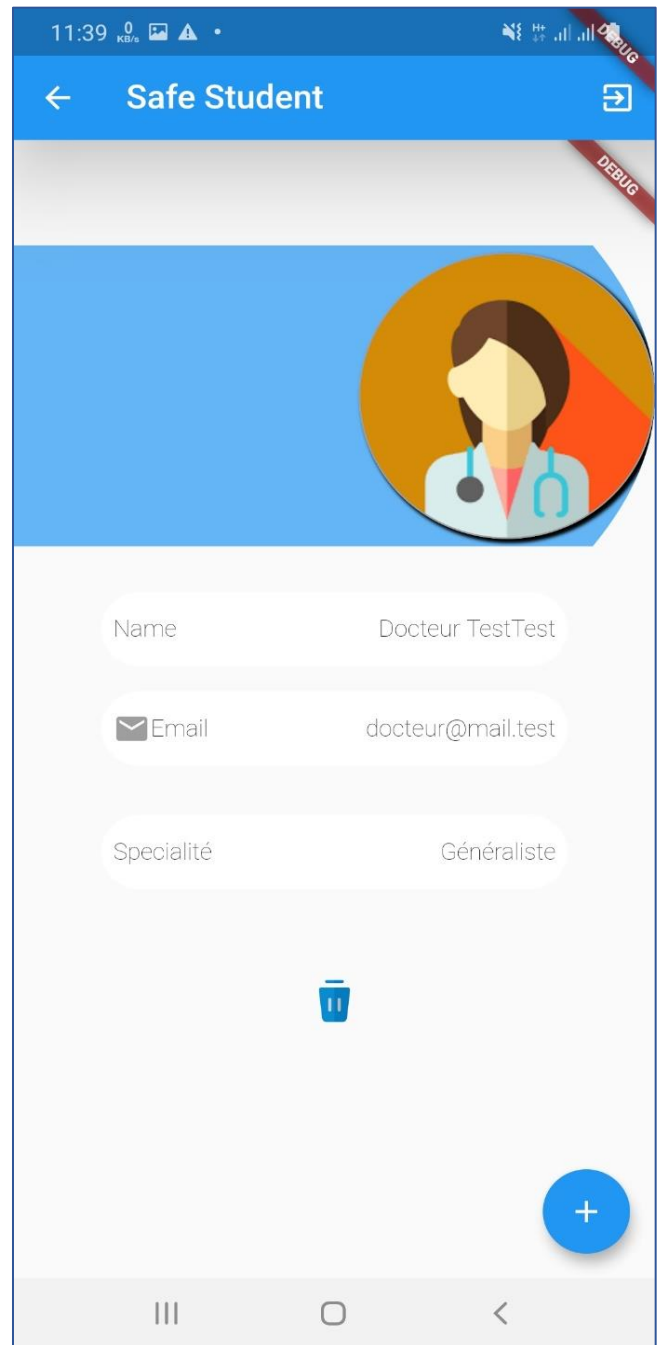 11:39 0 KB/s H+
DEBUG
Safe Student
DEBUG
Name Docteur TestTest
Email docteur@mail.test
Specialité Généraliste